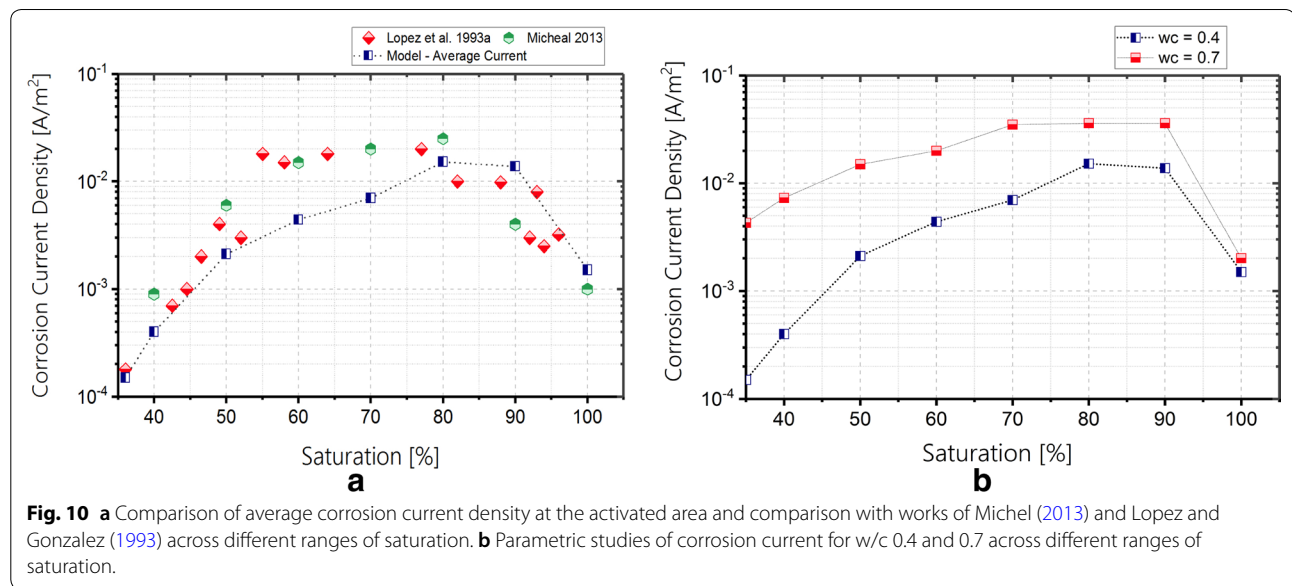 Lopez et al. 1993a Micheal 2013
Model - Average Current
Corrosion Current Density [A/m²]
10⁻¹
10⁻²
10⁻³
10⁻⁴
40 50 60 70 80 90 100
Saturation [%]
a
wc = 0.4
wc = 0.7
Corrosion Current Density [A/m²]
10⁻¹
10⁻²
10⁻³
10⁻⁴
40 50 60 70 80 90 100
Saturation [%]
b
Fig. 10 a Comparison of average corrosion current density at the activated area and comparison with works of Michel (2013) and Lopez and
Gonzalez (1993) across different ranges of saturation. b Parametric studies of corrosion current for w/c 0.4 and 0.7 across different ranges of
saturation.